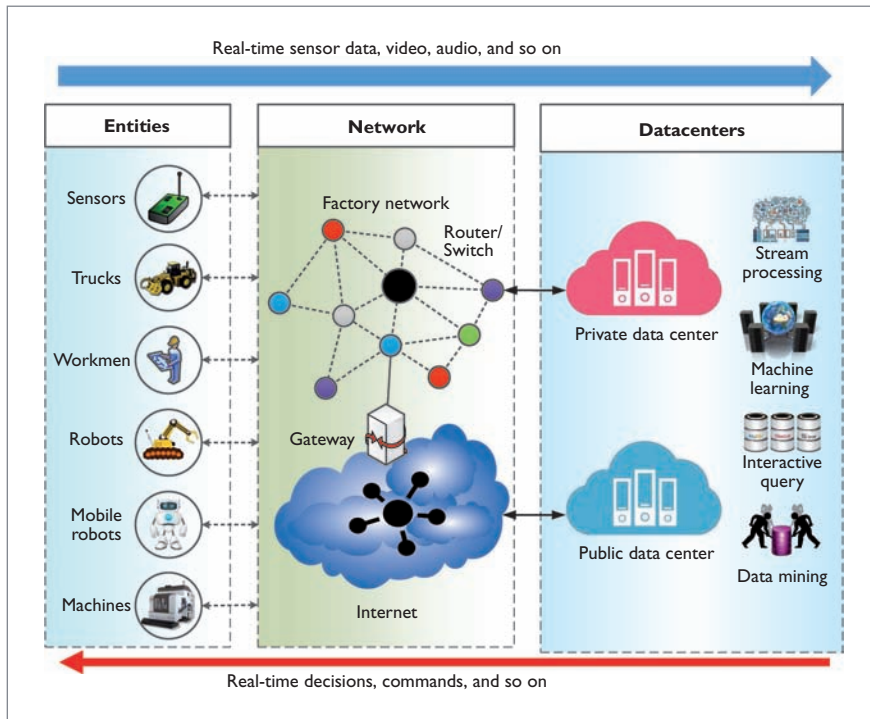 Real-time sensor data, video, audio, and so on
Entities
Network
Datacenters
Sensors
Trucks
Workmen
Robots
Mobile
robots
Machines
Factory network
Router/
Switch
Gateway
Internet
Private data center
Public data center
Stream
processing
Machine
learning
Interactive
query
Data mining
Real-time decisions, commands, and so on